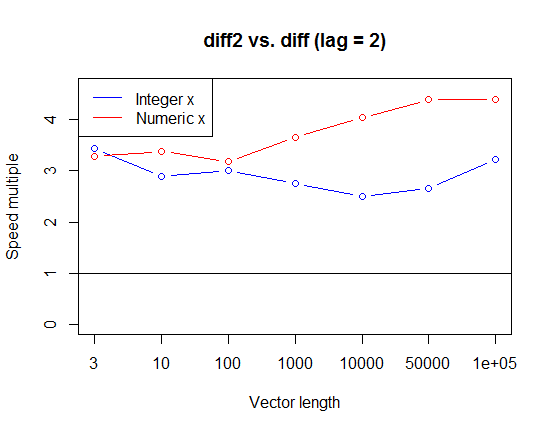 diff2 vs. diff (lag = 2)
Integer x
Numeric x
4
3
2
1
0
Speed multiple
3 10 100 1000 10000 50000 1e+05
Vector length